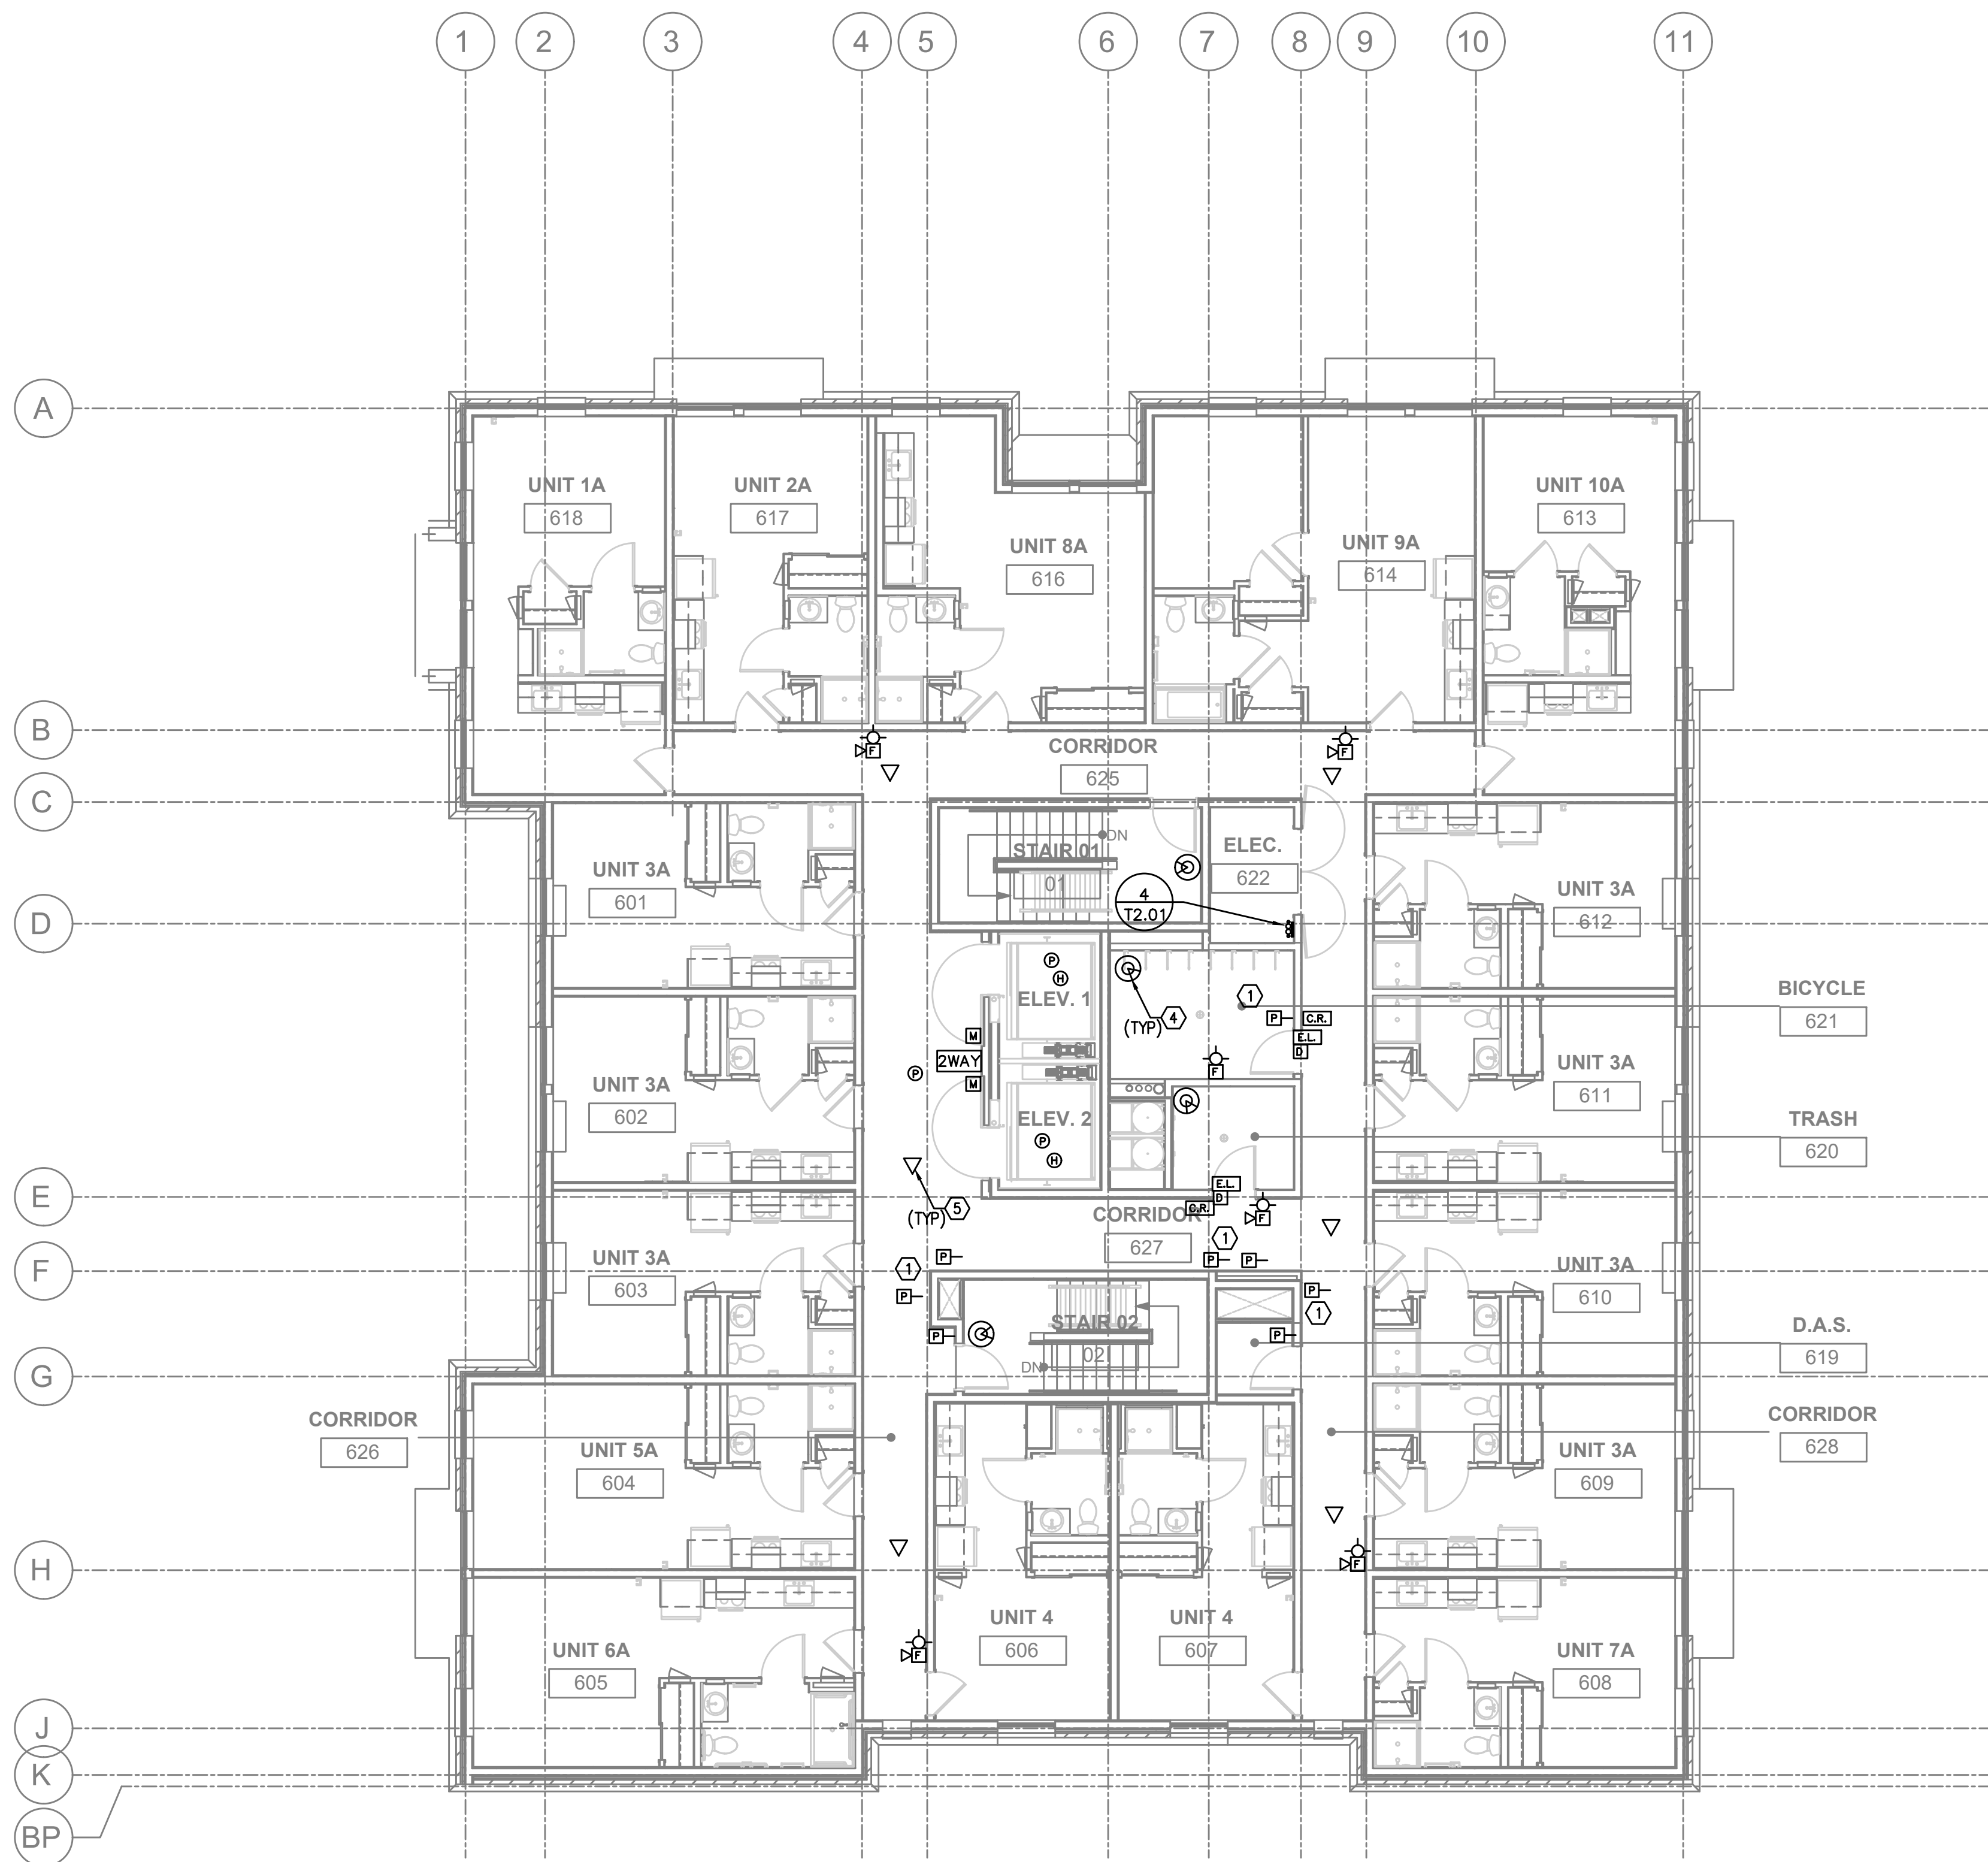 1 2 3 4 5 6 7 8 9 10 11
A
UNIT 1A
618
UNIT 2A
617
UNIT 8A
616
UNIT 9A
614
UNIT 10A
613
B
F
F
CORRIDOR
625
C
UNIT 3A
601
STAIR 01
01
DN
ELEC.
622
4
T2.01
UNIT 3A
612
D
P
H
ELEV. 1
M
2WAY
M
P
4
(TYP)
1
P
C.R.
E.L.
D
F
BICYCLE
621
UNIT 3A
602
ELEV. 2
P
H
UNIT 3A
611
TRASH
620
E
5
(TYP)
E.L.
D
C.R.
F
CORRIDOR
627
1
P
P
P
F
1
P
UNIT 3A
603
P
STAIR 02
02
DN
P
1
P
UNIT 3A
610
D.A.S.
619
G
CORRIDOR
626
UNIT 5A
604
UNIT 3A
609
CORRIDOR
628
H
F
UNIT 6A
605
F
UNIT 4
606
UNIT 4
607
UNIT 7A
608
J
K
BP